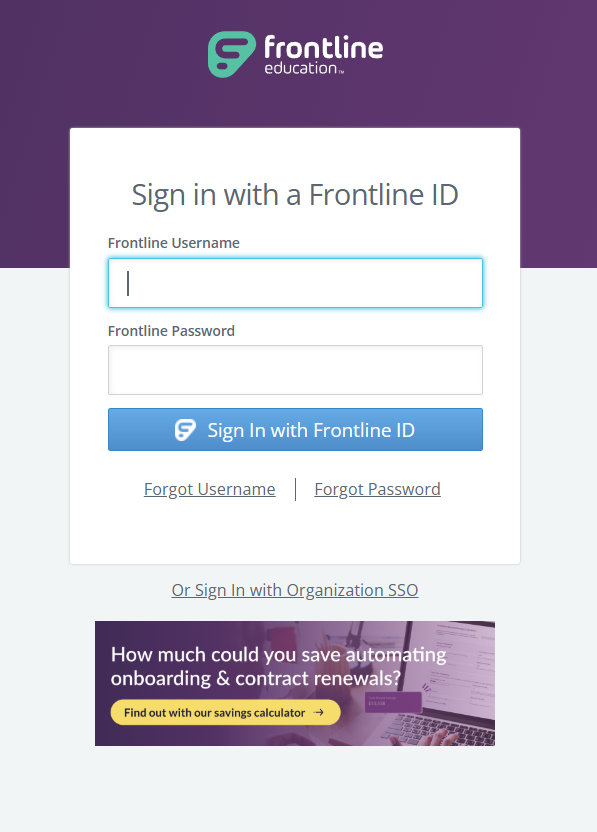 frontline
education™
Sign in with a Frontline ID
Frontline Username
Frontline Password
Sign In with Frontline ID
Forgot Username
Forgot Password
Or Sign In with Organization SSO
How much could you save automating
onboarding & contract renewals?
Find out with our savings calculator →